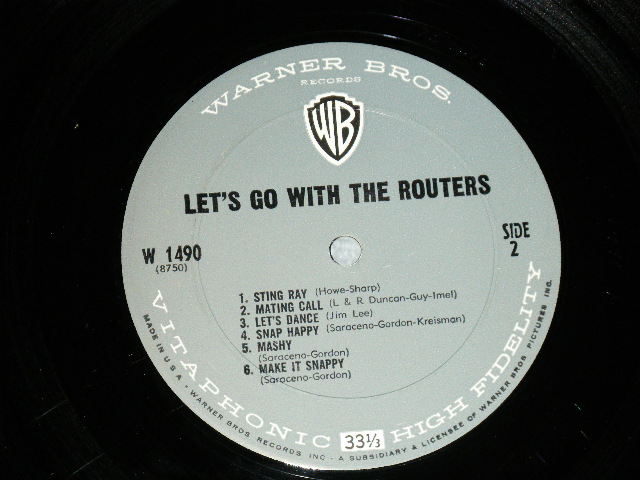 WARNER BROS.
RECORDS
WB
LET'S GO WITH THE ROUTERS
W 1490
(8750)
SIDE
2
1. STING RAY (Howe-Sharp)
2. MATING CALL (L & R Duncan-Guy-Imel)
3. LET'S DANCE (Jim Lee)
4. SNAP HAPPY (Saraceno-Gordon-Kreisman)
5. MASHY
(Saraceno-Gordon)
6. MAKE IT SNAPPY
(Saraceno-Gordon)
VITAPHONIC 33⅓ HIGH FIDELITY
MADE IN U.S.A. • WARNER BROS. RECORDS INC. - A SUBSIDIARY & LICENSEE OF WARNER BROS. PICTURES INC.